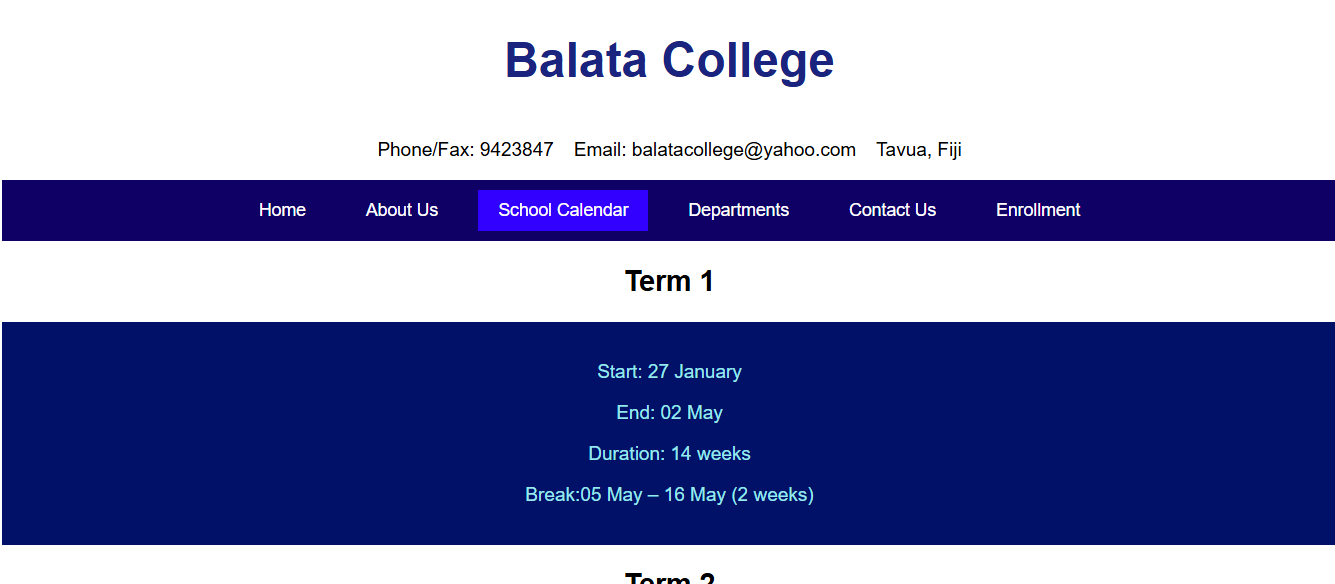 Balata College
Phone/Fax: 9423847 Email: balatacollege@yahoo.com Tavua, Fiji
Home About Us School Calendar Departments Contact Us Enrollment
Term 1
Start: 27 January
End: 02 May
Duration: 14 weeks
Break:05 May – 16 May (2 weeks)
Term 2